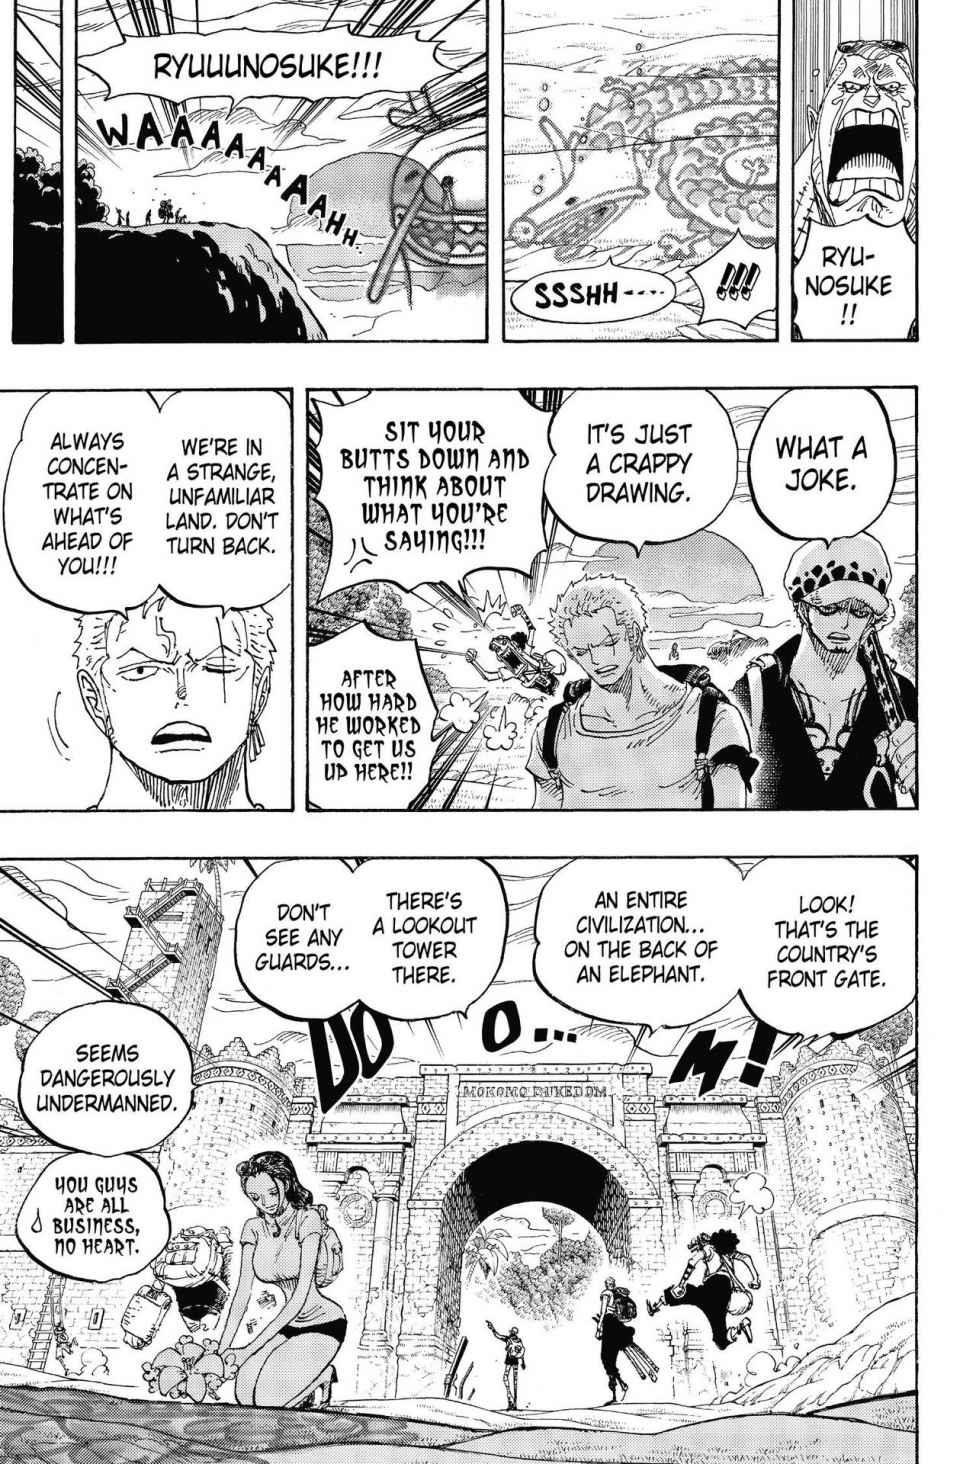 RYU-
NOSUKE
!!
!!!
SSSHH----
RYUUUNOSUKE!!!
WAAAAAAAAHH
WHAT A
JOKE.
IT'S JUST
A CRAPPY
DRAWING.
SIT YOUR
BUTTS DOWN AND
THINK ABOUT
WHAT YOU'RE
SAYING!!!
AFTER
HOW HARD
HE WORKED
TO GET US
UP HERE!!
WE'RE IN
A STRANGE,
UNFAMILIAR
LAND. DON'T
TURN BACK.
ALWAYS
CONCEN-
TRATE ON
WHAT'S
AHEAD OF
YOU!!!
LOOK!
THAT'S THE
COUNTRY'S
FRONT GATE.
AN ENTIRE
CIVILIZATION...
ON THE BACK OF
AN ELEPHANT.
THERE'S
A LOOKOUT
TOWER
THERE.
DON'T
SEE ANY
GUARDS...
DOOO...M!
SEEMS
DANGEROUSLY
UNDERMANNED.
MOKOMO DUKEDOM
YOU GUYS
ARE ALL
BUSINESS,
NO HEART.